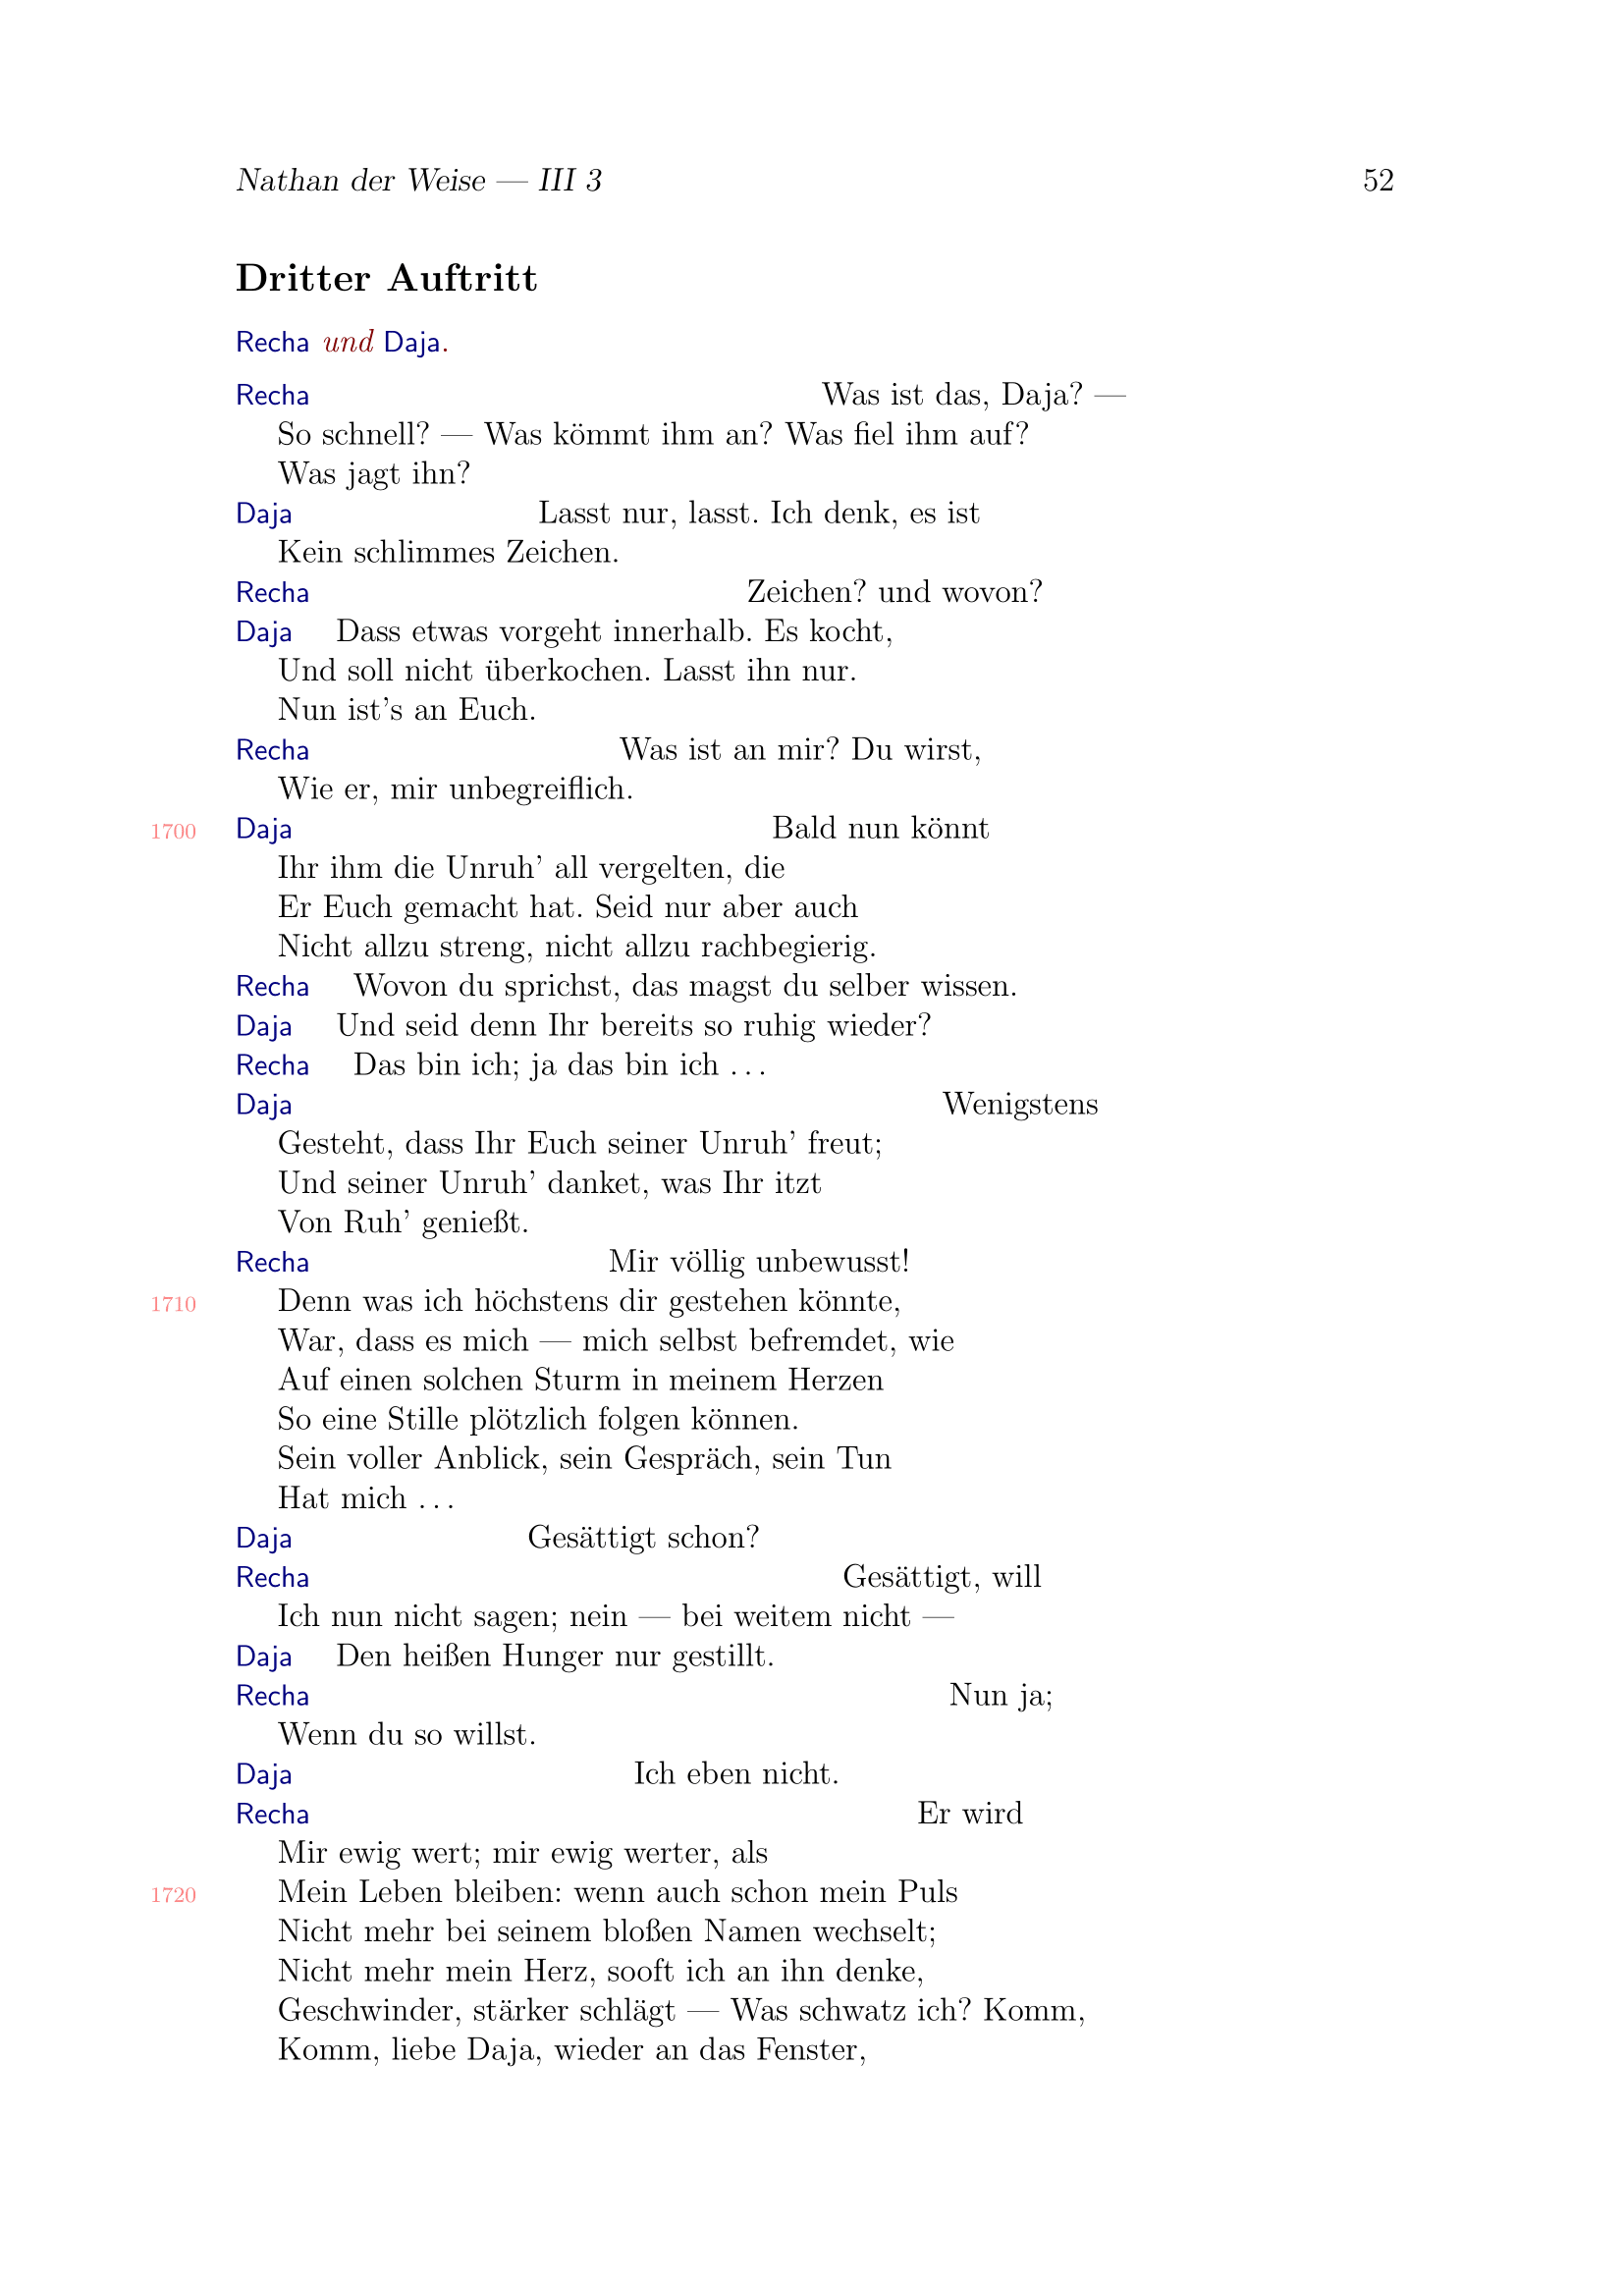 Nathan der Weise — III 3 52
Dritter Auftritt
Recha und Daja.
Recha Was ist das, Daja? —
So schnell? — Was kömmt ihm an? Was fiel ihm auf?
Was jagt ihn?
Daja Lasst nur, lasst. Ich denk, es ist
Kein schlimmes Zeichen.
Recha Zeichen? und wovon?
Daja Dass etwas vorgeht innerhalb. Es kocht,
Und soll nicht überkochen. Lasst ihn nur.
Nun ist's an Euch.
Recha Was ist an mir? Du wirst,
Wie er, mir unbegreiflich.
1700 Daja Bald nun könnt
Ihr ihm die Unruh' all vergelten, die
Er Euch gemacht hat. Seid nur aber auch
Nicht allzu streng, nicht allzu rachbegierig.
Recha Wovon du sprichst, das magst du selber wissen.
Daja Und seid denn Ihr bereits so ruhig wieder?
Recha Das bin ich; ja das bin ich ...
Daja Wenigstens
Gesteht, dass Ihr Euch seiner Unruh' freut;
Und seiner Unruh' danket, was Ihr itzt
Von Ruh' genießt.
Recha Mir völlig unbewusst!
1710 Denn was ich höchstens dir gestehen könnte,
War, dass es mich — mich selbst befremdet, wie
Auf einen solchen Sturm in meinem Herzen
So eine Stille plötzlich folgen können.
Sein voller Anblick, sein Gespräch, sein Tun
Hat mich ...
Daja Gesättigt schon?
Recha Gesättigt, will
Ich nun nicht sagen; nein — bei weitem nicht —
Daja Den heißen Hunger nur gestillt.
Recha Nun ja;
Wenn du so willst.
Daja Ich eben nicht.
Recha Er wird
Mir ewig wert; mir ewig werter, als
1720 Mein Leben bleiben: wenn auch schon mein Puls
Nicht mehr bei seinem bloßen Namen wechselt;
Nicht mehr mein Herz, sooft ich an ihn denke,
Geschwinder, stärker schlägt — Was schwatz ich? Komm,
Komm, liebe Daja, wieder an das Fenster,